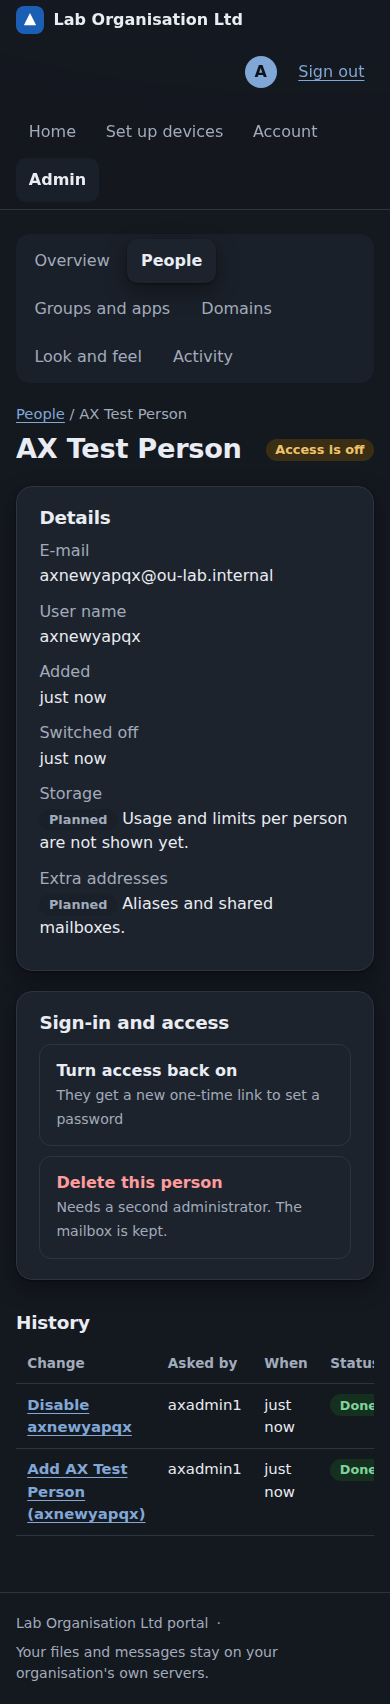 Lab Organisation Ltd
A Sign out
Home Set up devices Account
Admin
Overview People
Groups and apps Domains
Look and feel Activity
People / AX Test Person
AX Test Person Access is off
Details
E-mail
axnewyapqx@ou-lab.internal
User name
axnewyapqx
Added
just now
Switched off
just now
Storage
Planned Usage and limits per person
are not shown yet.
Extra addresses
Planned Aliases and shared
mailboxes.
Sign-in and access
Turn access back on
They get a new one-time link to set a
password
Delete this person
Needs a second administrator. The
mailbox is kept.
History
Change Asked by When Status
Disable axadmin1 just Done
axnewyapqx now
Add AX Test axadmin1 just Done
Person now
(axnewyapqx)
Lab Organisation Ltd portal ·
Your files and messages stay on your
organisation's own servers.